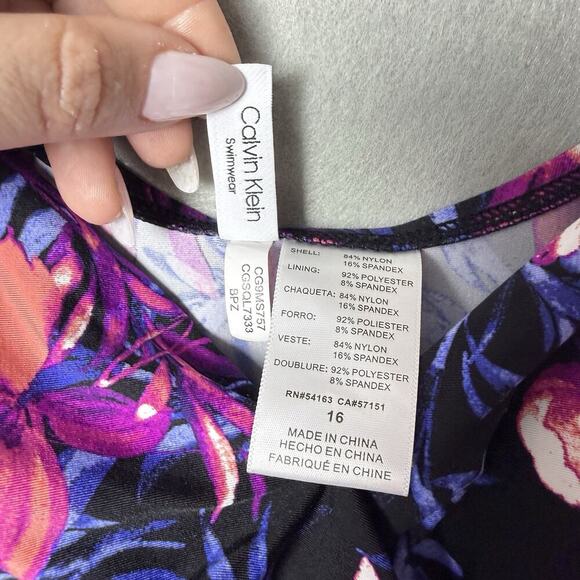 Calvin Klein
Swimwear
CG9MS757
CGSQL7333
BPZ
SHELL: 84% NYLON
16% SPANDEX
LINING: 92% POLYESTER
8% SPANDEX
CHAQUETA: 84% NYLON
16% SPANDEX
FORRO: 92% POLIESTER
8% SPANDEX
VESTE: 84% NYLON
16% SPANDEX
DOUBLURE: 92% POLYESTER
8% SPANDEX
RN#54163 CA#57151
16
MADE IN CHINA
HECHO EN CHINA
FABRIQUÉ EN CHINE